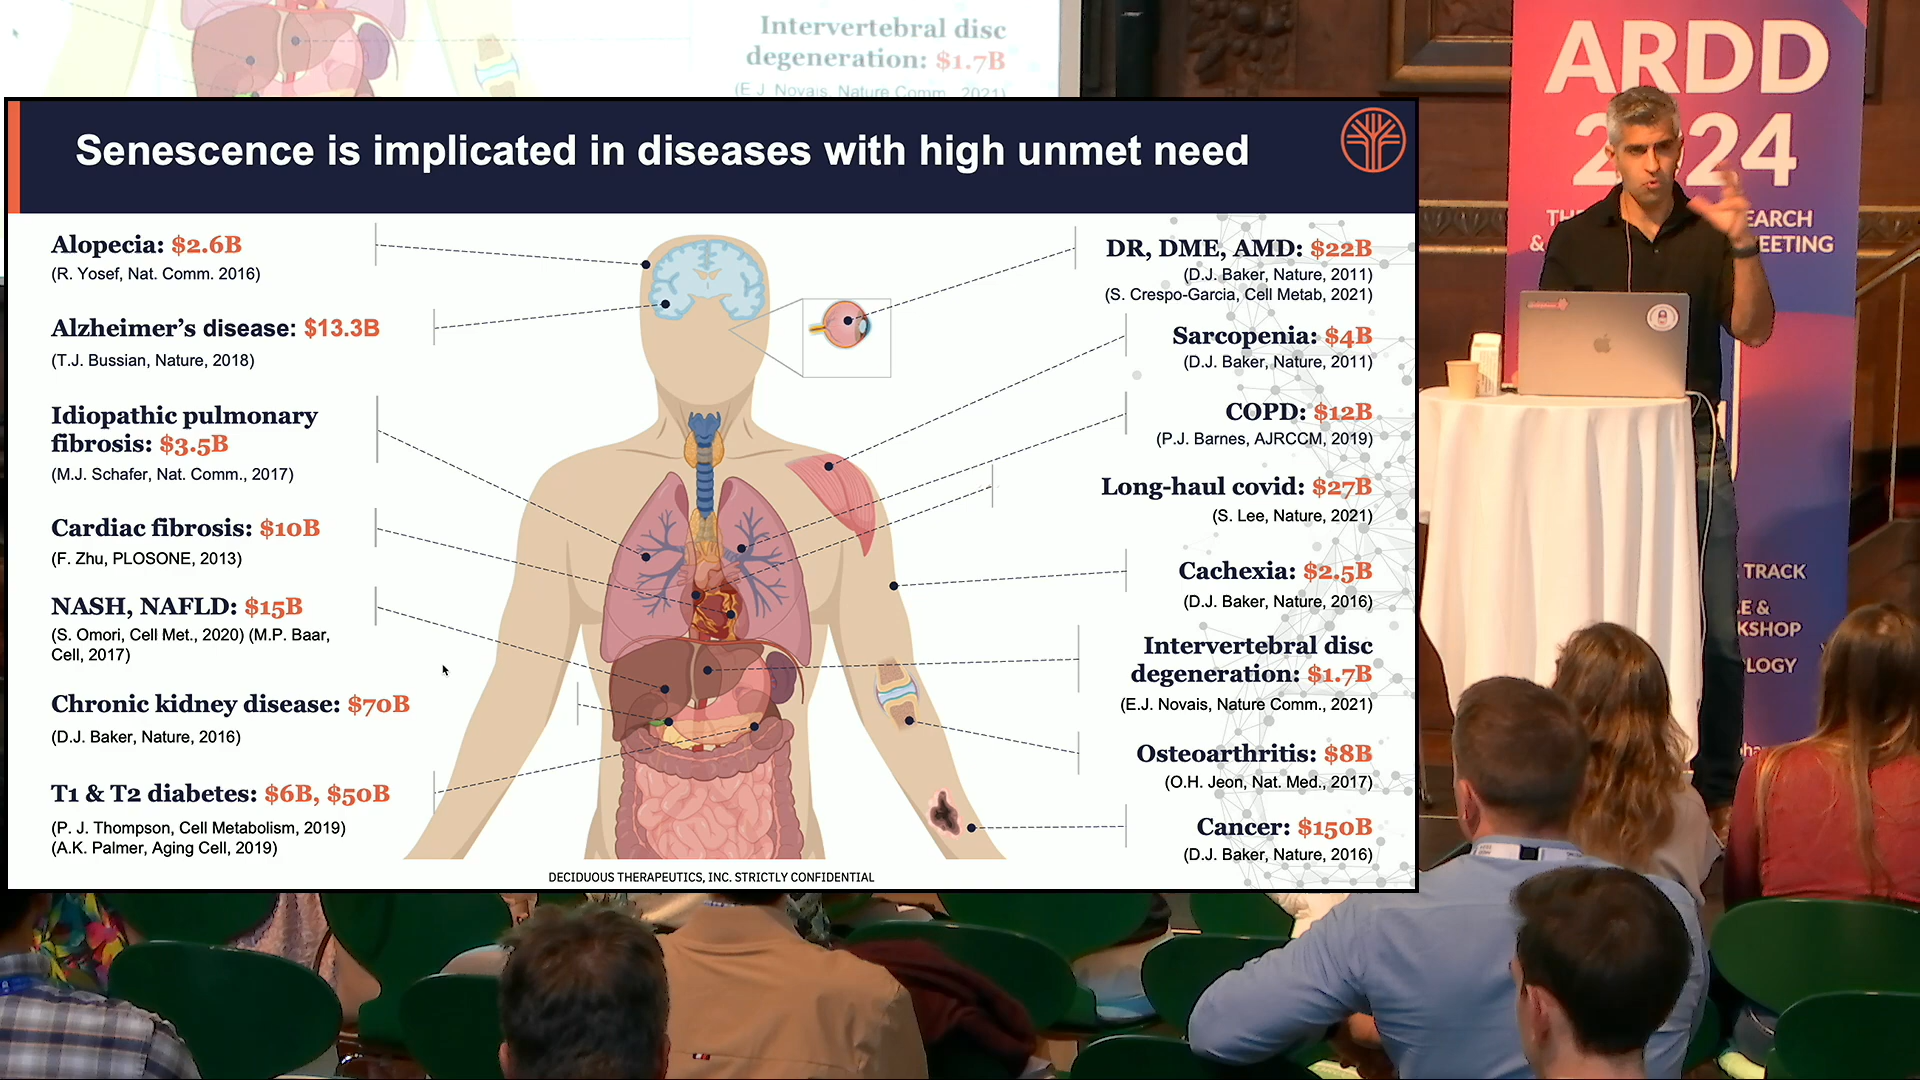 Intervertebral disc
degeneration: $1.7B
(E.J. Novais, Nature Comm., 2021)
ARDD
2024
EARCH
EETING
TRACK
KSHOP
LOGY
Senescence is implicated in diseases with high unmet need
Alopecia: $2.6B
(R. Yosef, Nat. Comm. 2016)
Alzheimer's disease: $13.3B
(T.J. Bussian, Nature, 2018)
Idiopathic pulmonary
fibrosis: $3.5B
(M.J. Schafer, Nat. Comm., 2017)
Cardiac fibrosis: $10B
(F. Zhu, PLOSONE, 2013)
NASH, NAFLD: $15B
(S. Omori, Cell Met., 2020) (M.P. Baar,
Cell, 2017)
Chronic kidney disease: $70B
(D.J. Baker, Nature, 2016)
T1 & T2 diabetes: $6B, $50B
(P. J. Thompson, Cell Metabolism, 2019)
(A.K. Palmer, Aging Cell, 2019)
DR, DME, AMD: $22B
(D.J. Baker, Nature, 2011)
(S. Crespo-Garcia, Cell Metab, 2021)
Sarcopenia: $4B
(D.J. Baker, Nature, 2011)
COPD: $12B
(P.J. Barnes, AJRCCM, 2019)
Long-haul covid: $27B
(S. Lee, Nature, 2021)
Cachexia: $2.5B
(D.J. Baker, Nature, 2016)
Intervertebral disc
degeneration: $1.7B
(E.J. Novais, Nature Comm., 2021)
Osteoarthritis: $8B
(O.H. Jeon, Nat. Med., 2017)
Cancer: $150B
(D.J. Baker, Nature, 2016)
DECIDUOUS THERAPEUTICS, INC. STRICTLY CONFIDENTIAL